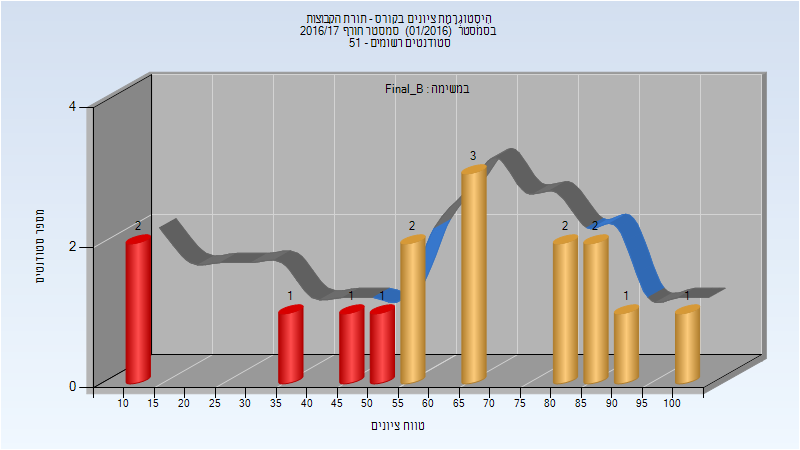 היסטוגרמת ציונים בקורס - תורת הקבוצות
בסמסטר (01/2016) סמסטר חורף 2016/17
סטודנטים רשומים - 51
במשימה: Final_B
מספר סטודנטים
4
2
0
2
1
1
1
2
3
2
2
1
1
10 15 20 25 30 35 40 45 50 55 60 65 70 75 80 85 90 95 100
טווח ציונים